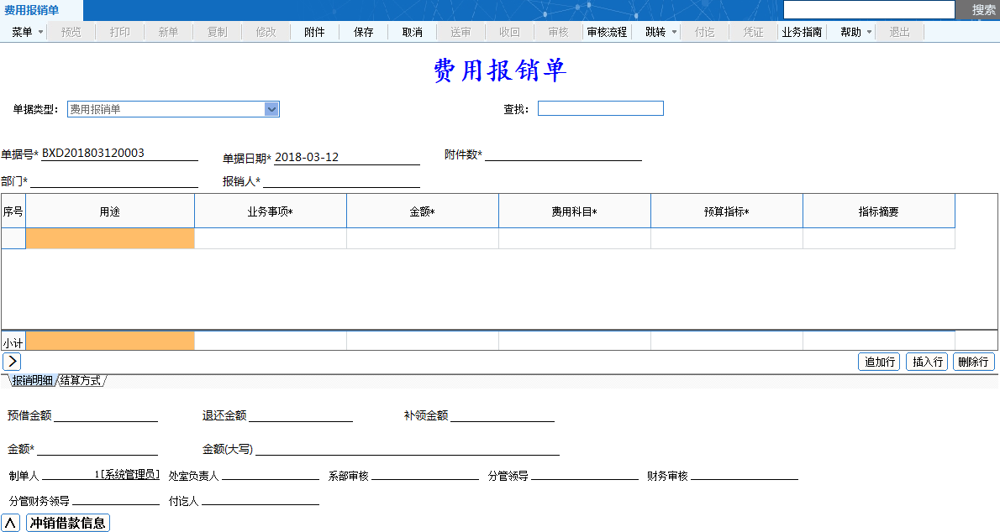 费用报销单
搜索
菜单 预览 打印 新单 复制 修改 附件 保存 取消 送审 收回 审核 审核流程 跳转 付讫 凭证 业务指南 帮助 退出
费用报销单
单据类型： 费用报销单 查找：
单据号* BXD201803120003 单据日期* 2018-03-12 附件数*
部门* 报销人*
序号 用途 业务事项* 金额* 费用科目* 预算指标* 指标摘要
小计
追加行 插入行 删除行
报销明细 结算方式
预借金额 退还金额 补领金额
金额* 金额(大写)
制单人 1[系统管理员] 处室负责人 系部审核 分管领导 财务审核
分管财务领导 付讫人
冲销借款信息